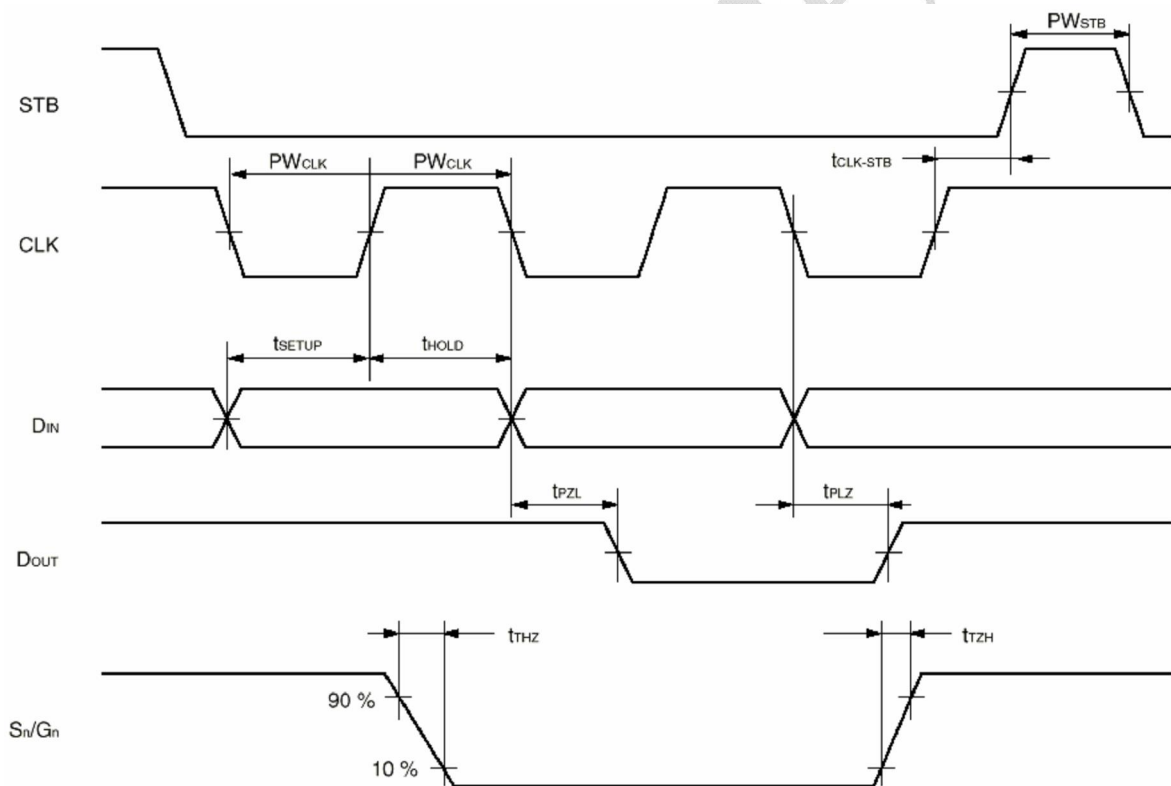 PWSTB
STB
tCLK-STB
PWCLK PWCLK
CLK
tSETUP tHOLD
DIN
tPZL tPLZ
DOUT
tTHZ tTZH
90 %
Sn/Gn
10 %